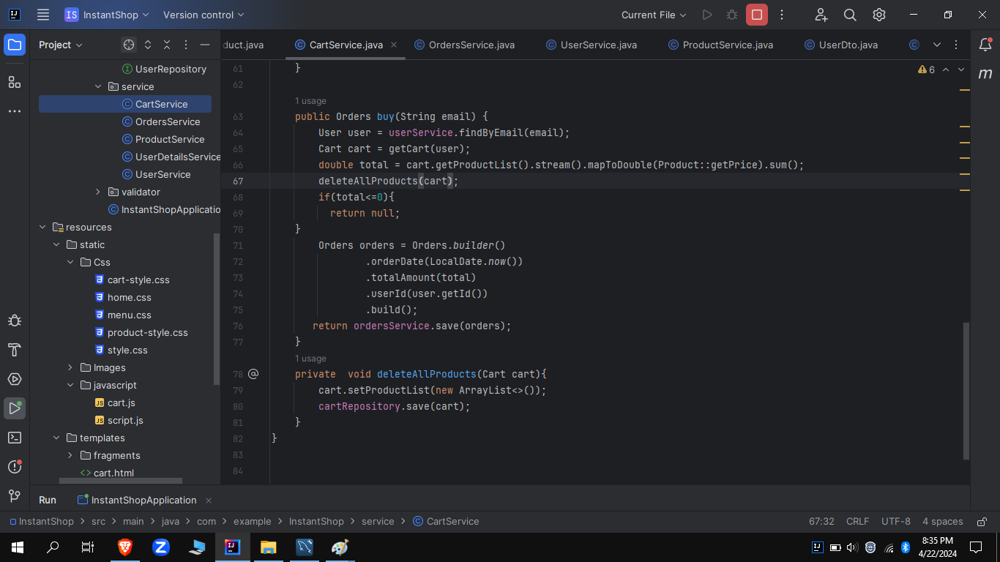 IS InstantShop Version control Current File
Project
duct.java CartService.java OrdersService.java UserService.java ProductService.java UserDto.java
UserRepository
service
CartService
OrdersService
ProductService
UserDetailsService
UserService
validator
InstantShopApplicatio
resources
static
Css
cart-style.css
home.css
menu.css
product-style.css
style.css
Images
javascript
cart.js
script.js
templates
fragments
cart.html
6
61 }
62
1 usage
63 public Orders buy(String email) {
64 User user = userService.findByEmail(email);
65 Cart cart = getCart(user);
66 double total = cart.getProductList().stream().mapToDouble(Product::getPrice).sum();
67 deleteAllProducts(cart);
68 if(total<=0){
69 return null;
70 }
71 Orders orders = Orders.builder()
72 .orderDate(LocalDate.now())
73 .totalAmount(total)
74 .userId(user.getId())
75 .build();
76 return ordersService.save(orders);
77 }
1 usage
78 @ private  void deleteAllProducts(Cart cart){
79 cart.setProductList(new ArrayList<>());
80 cartRepository.save(cart);
81 }
82 }
83
84
m
Run InstantShopApplication
InstantShop > src > main > java > com > example > InstantShop > service > CartService 67:32 CRLF UTF-8 4 spaces
8:35 PM
4/22/2024